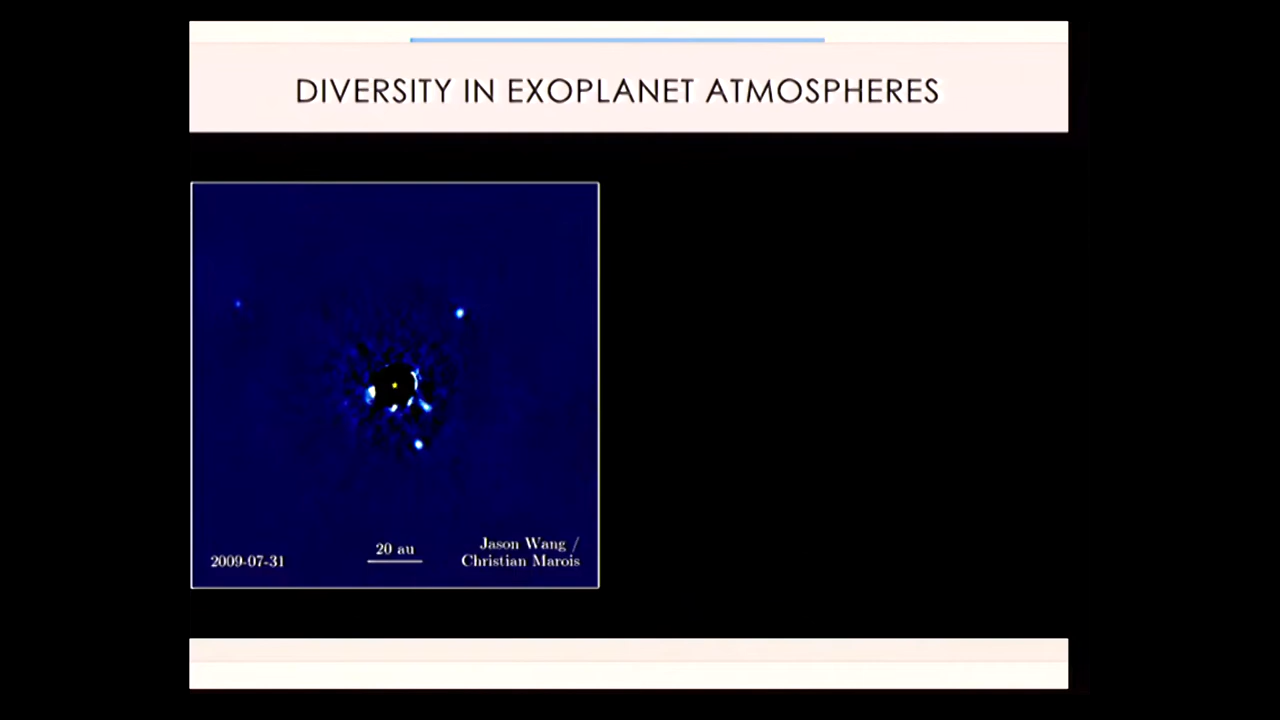 DIVERSITY IN EXOPLANET ATMOSPHERES
2009-07-31
20 au
Jason Wang /
Christian Marois